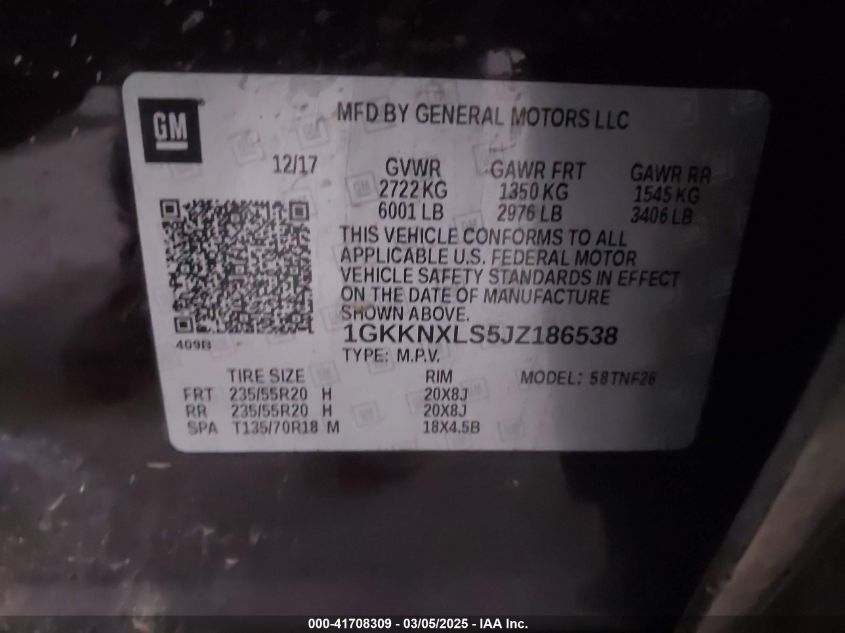 GM
MFD BY GENERAL MOTORS LLC
12/17 GVWR GAWR FRT GAWR RR
2722 KG 1350 KG 1545 KG
6001 LB 2976 LB 3406 LB
THIS VEHICLE CONFORMS TO ALL
APPLICABLE U.S. FEDERAL MOTOR
VEHICLE SAFETY STANDARDS IN EFFECT
ON THE DATE OF MANUFACTURE
SHOWN ABOVE.
409B
1GKKNXLS5JZ186538
TYPE: M.P.V.
TIRE SIZE RIM MODEL: 58TNF26
FRT 235/55R20 H 20X8J
RR 235/55R20 H 20X8J
SPA T135/70R18 M 18X4.5B
000-41708309 - 03/05/2025 - IAA Inc.